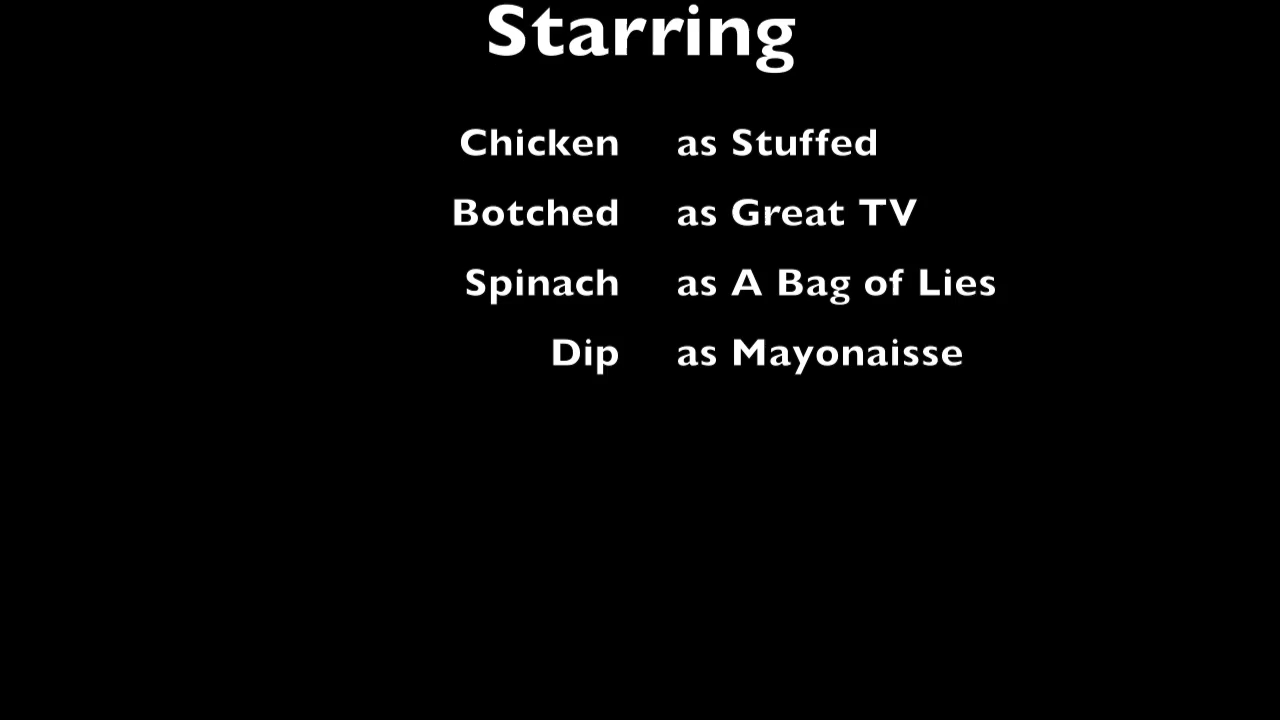 Starring
Chicken as Stuffed
Botched as Great TV
Spinach as A Bag of Lies
Dip as Mayonaisse